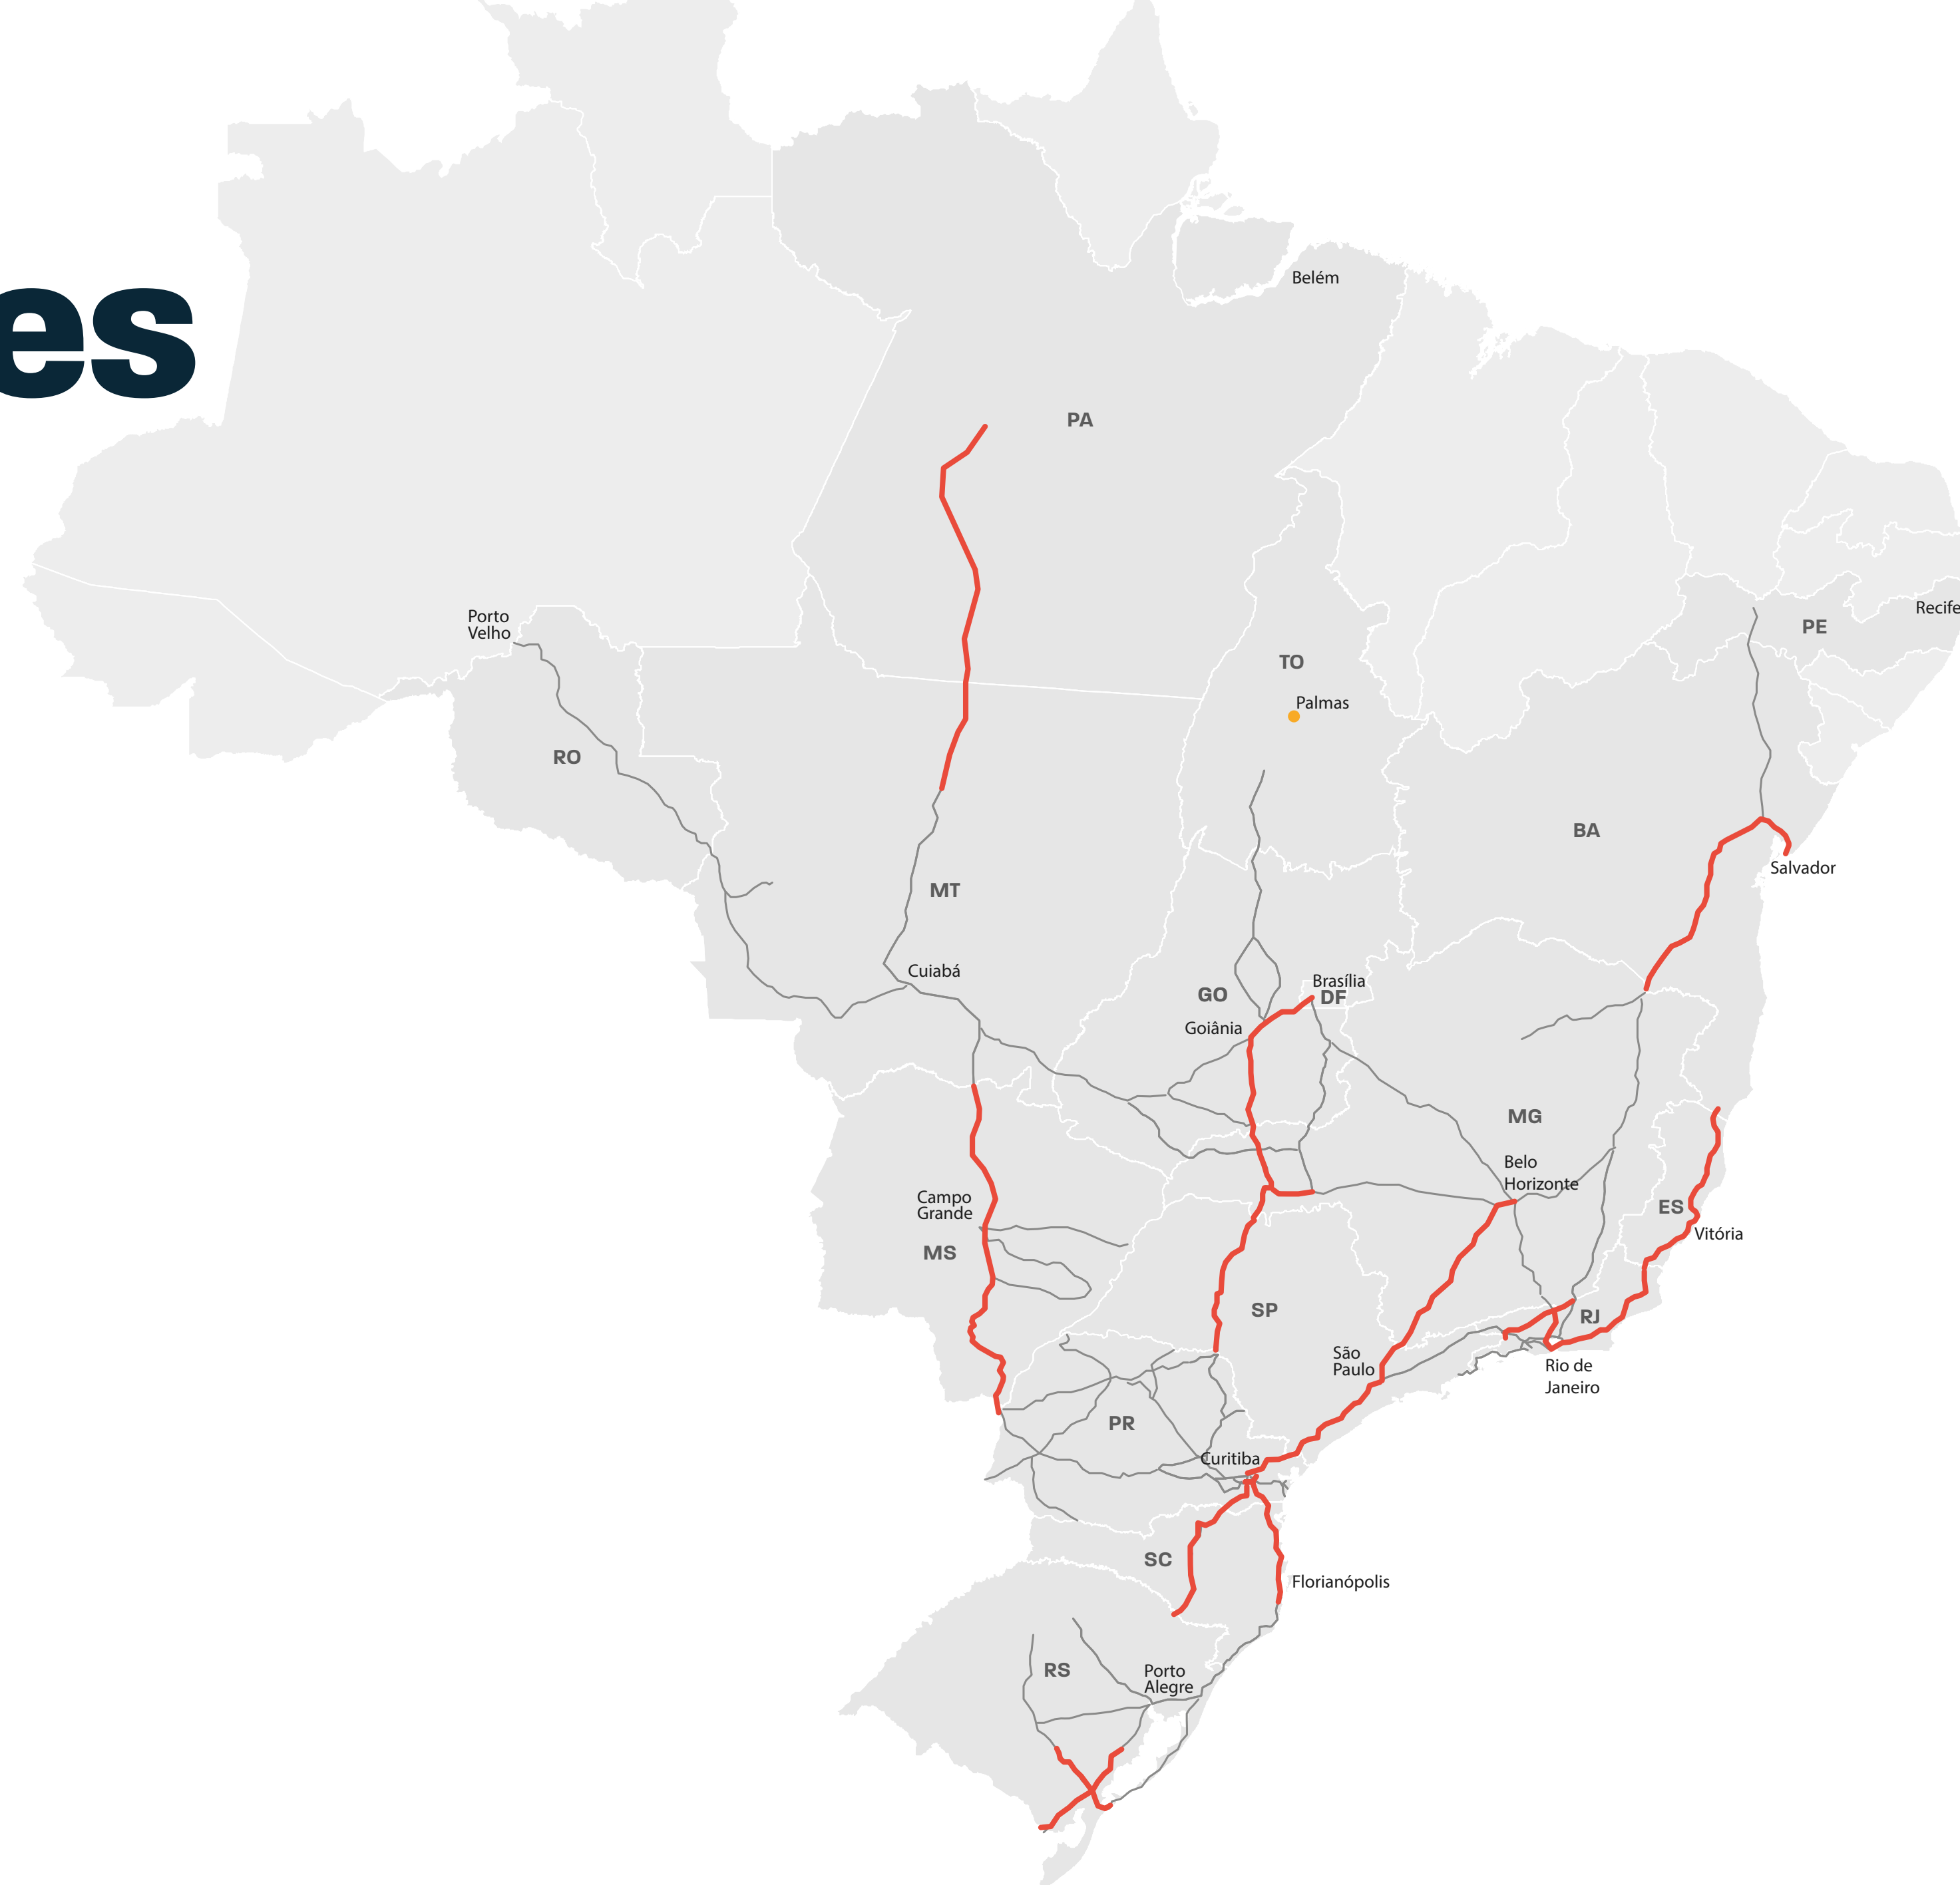 es
Belém
PA
Porto
Velho
Recife
PE
TO
Palmas
RO
BA
Salvador
MT
Cuiabá
Brasília
GO
DF
Goiânia
MG
Belo
Horizonte
Campo
Grande
ES
Vitória
MS
SP
RJ
São
Paulo
Rio de
Janeiro
PR
Curitiba
SC
Florianópolis
RS
Porto
Alegre